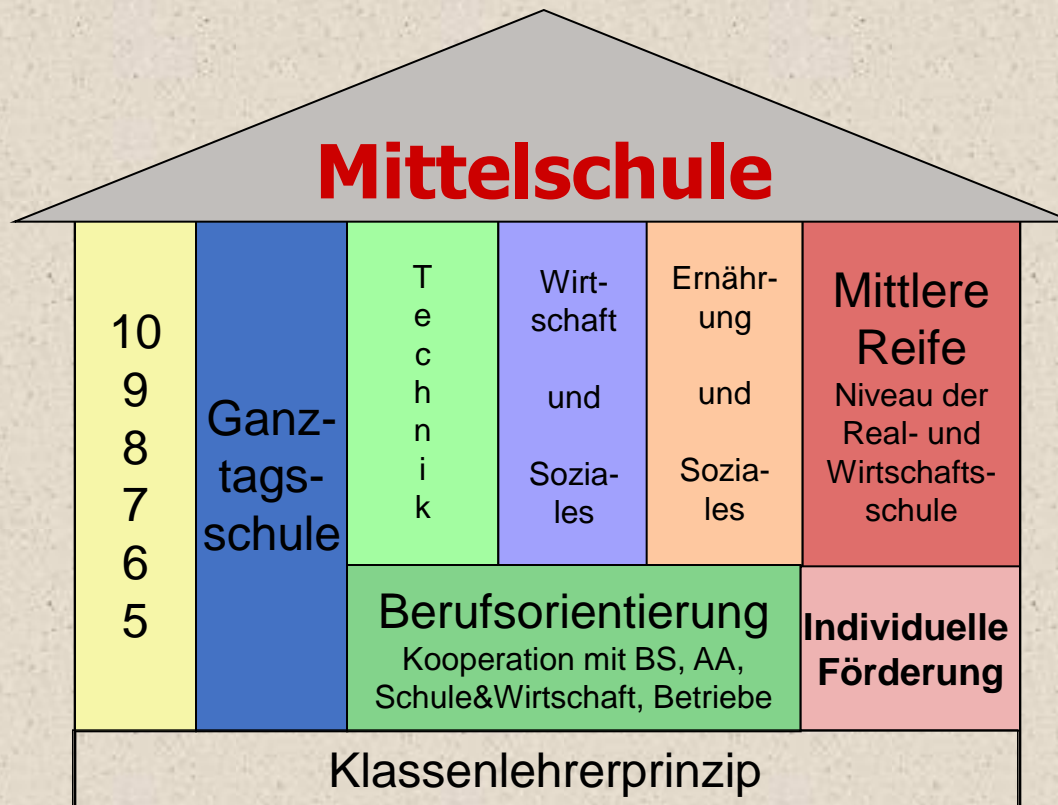 Mittelschule
10
9
8
7
6
5
Ganz-
tags-
schule
T
e
c
h
n
i
k
Wirt-
schaft
und
Sozia-
les
Ernähr-
ung
und
Sozia-
les
Mittlere
Reife
Niveau der
Real- und
Wirtschafts-
schule
Berufsorientierung
Kooperation mit BS, AA,
Schule&Wirtschaft, Betriebe
Individuelle
Förderung
Klassenlehrerprinzip